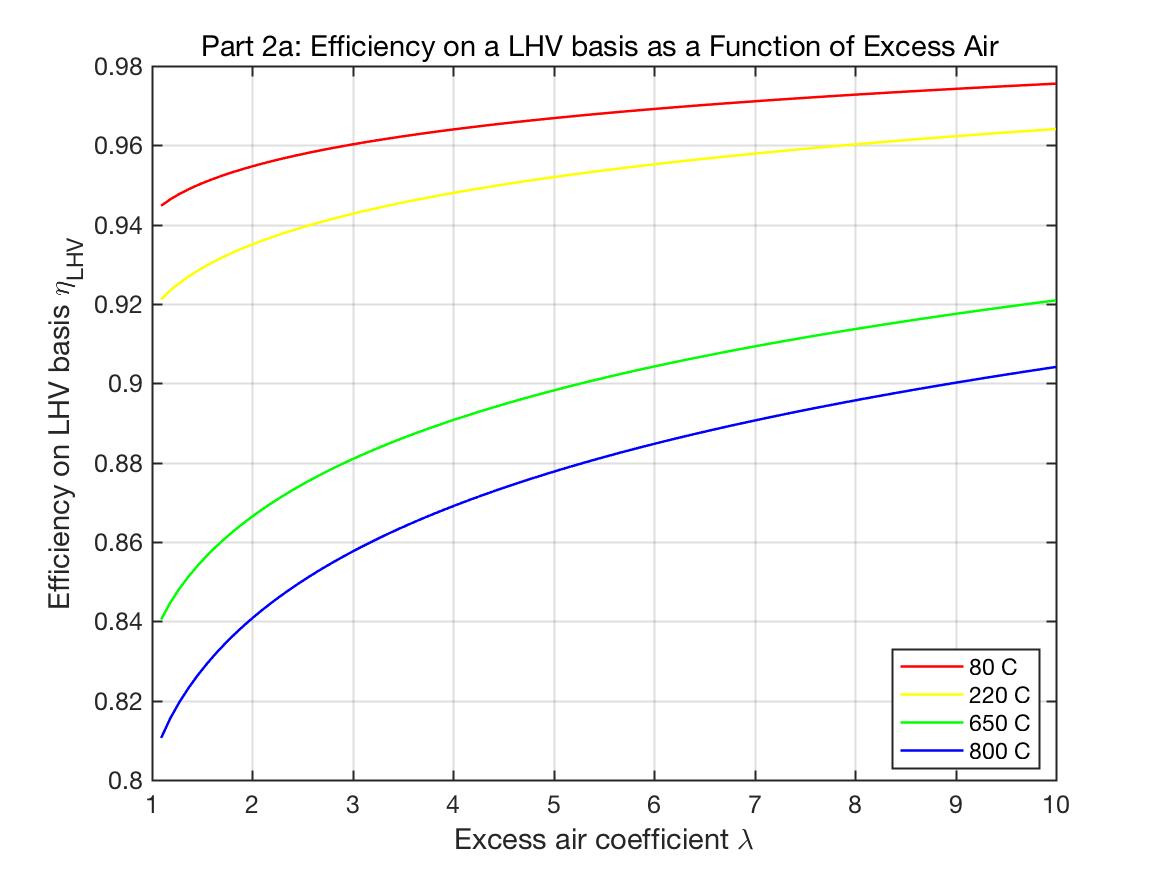 Part 2a: Efficiency on a LHV basis as a Function of Excess Air
0.98
0.96
0.94
0.92
0.9
0.88
0.86
0.84
0.82
0.8
Efficiency on LHV basis η_LHV
80 C
220 C
650 C
800 C
1 2 3 4 5 6 7 8 9 10
Excess air coefficient λ